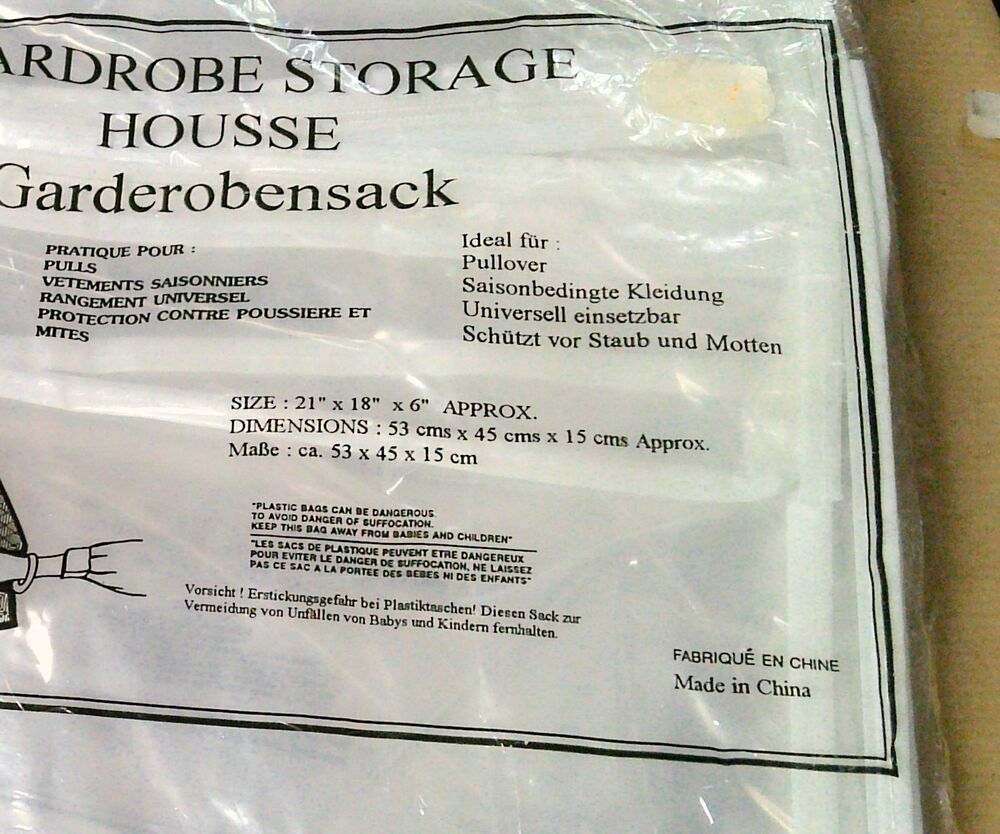 ARDROBE STORAGE
HOUSSE
Garderobensack
PRATIQUE POUR :
PULLS
VETEMENTS SAISONNIERS
RANGEMENT UNIVERSEL
PROTECTION CONTRE POUSSIERE ET
MITES
Ideal für :
Pullover
Saisonbedingte Kleidung
Universell einsetzbar
Schützt vor Staub und Motten
SIZE : 21" x 18" x 6" APPROX.
DIMENSIONS : 53 cms x 45 cms x 15 cms Approx.
Maße : ca. 53 x 45 x 15 cm
"PLASTIC BAGS CAN BE DANGEROUS.
TO AVOID DANGER OF SUFFOCATION.
KEEP THIS BAG AWAY FROM BABIES AND CHILDREN"
"LES SACS DE PLASTIQUE PEUVENT ETRE DANGEREUX
POUR EVITER LE DANGER DE SUFFOCATION, NE LAISSEZ
PAS CE SAC A LA PORTEE DES BEBES NI DES ENFANTS"
Vorsicht ! Erstickungsgefahr bei Plastiktaschen! Diesen Sack zur
Vermeidung von Unfällen von Babys und Kindern fernhalten.
FABRIQUÉ EN CHINE
Made in China